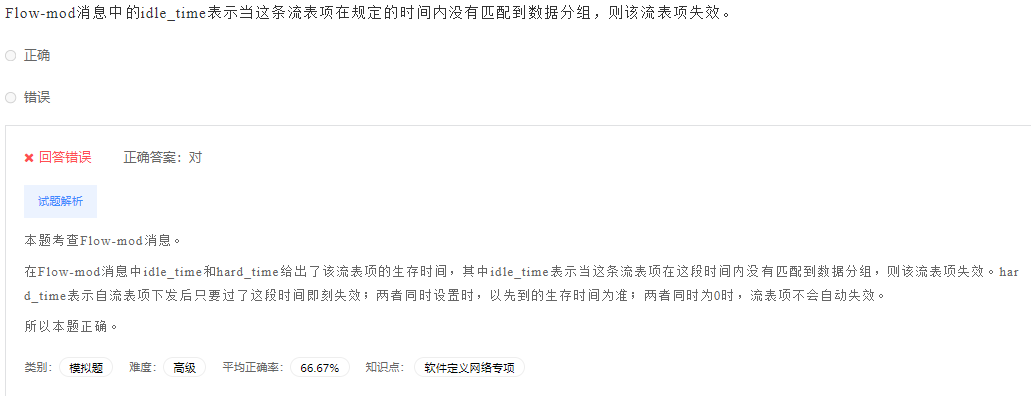 Flow-mod消息中的idle_time表示当这条流表项在规定的时间内没有匹配到数据分组，则该流表项失效。
正确
错误
回答错误 正确答案：对
试题解析
本题考查Flow-mod消息。
在Flow-mod消息中idle_time和hard_time给出了该流表项的生存时间，其中idle_time表示当这条流表项在这段时间内没有匹配到数据分组，则该流表项失效。har
d_time表示自流表项下发后只要过了这段时间即刻失效；两者同时设置时，以先到的生存时间为准；两者同时为0时，流表项不会自动失效。
所以本题正确。
类别： 模拟题 难度： 高级 平均正确率： 66.67% 知识点： 软件定义网络专项